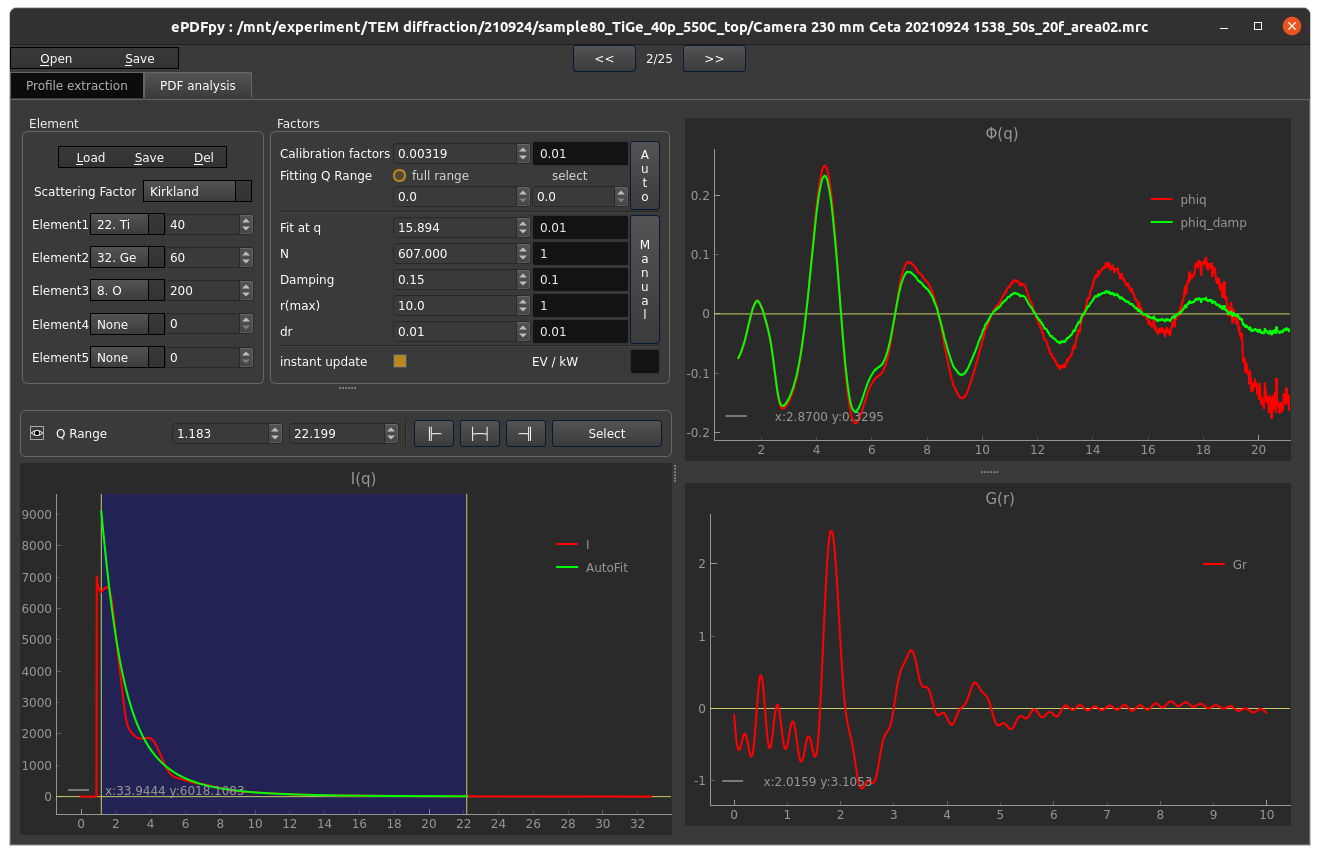 ePDFpy : /mnt/experiment/TEM diffraction/210924/sample80_TiGe_40p_550C_top/Camera 230 mm Ceta 20210924 1538_50s_20f_area02.mrc
Open Save << 2/25 >>
Profile extraction PDF analysis
Element
Load Save Del
Scattering Factor Kirkland
Element1 22. Ti 40
Element2 32. Ge 60
Element3 8. O 200
Element4 None 0
Element5 None 0
Factors
Calibration factors 0.00319 0.01
Fitting Q Range full range select
0.0 0.0
Auto
Fit at q 15.894 0.01
N 607.000 1
Damping 0.15 0.1
r(max) 10.0 1
dr 0.01 0.01
Manual
instant update EV / kW
Q Range 1.183 22.199 Select
I(q)
9000
8000
7000
6000
5000
4000
3000
2000
1000
0
I
AutoFit
x:33.9444 y:6018.1083
0 2 4 6 8 10 12 14 16 18 20 22 24 26 28 30 32
Φ(q)
0.2
0.1
0
-0.1
-0.2
phiq
phiq_damp
x:2.8700 y:0.3295
2 4 6 8 10 12 14 16 18 20
G(r)
2
1
0
-1
Gr
x:2.0159 y:3.1053
0 1 2 3 4 5 6 7 8 9 10